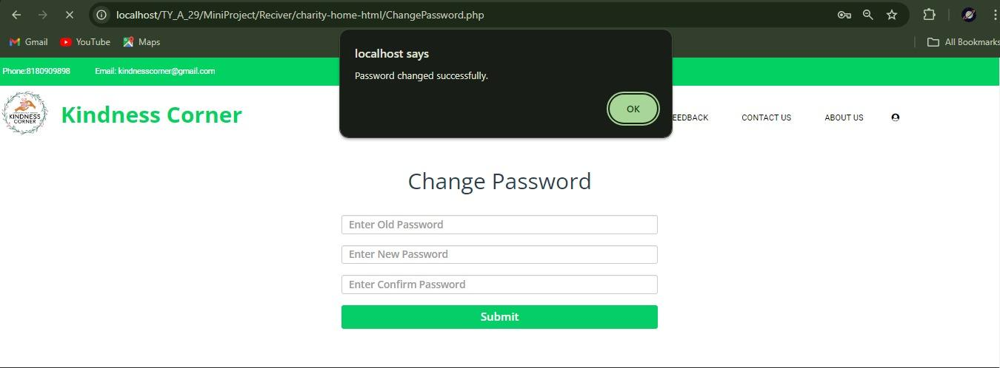 localhost/TY_A_29/MiniProject/Reciver/charity-home-html/ChangePassword.php
Gmail YouTube Maps All Bookmarks
localhost says
Password changed successfully.
OK
Phone:8180909898 Email: kindnesscorner@gmail.com
KINDNESS
CORNER
Kindness Corner
EEDBACK CONTACT US ABOUT US
Change Password
Enter Old Password
Enter New Password
Enter Confirm Password
Submit